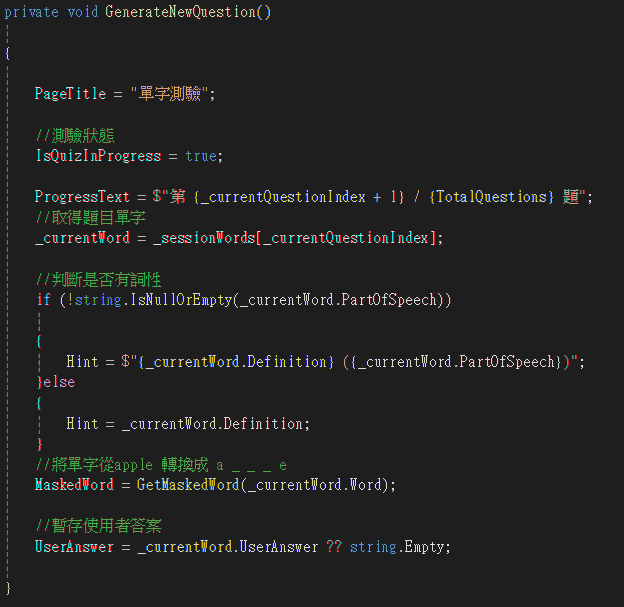 private void GenerateNewQuestion()
{
PageTitle = "單字測驗";
//測驗狀態
IsQuizInProgress = true;
ProgressText = $"第 {_currentQuestionIndex + 1} / {TotalQuestions} 題";
//取得題目單字
_currentWord = _sessionWords[_currentQuestionIndex];
//判斷是否有詞性
if (!string.IsNullOrEmpty(_currentWord.PartOfSpeech))
{
Hint = $"{_currentWord.Definition} ({_currentWord.PartOfSpeech})";
}else
{
Hint = _currentWord.Definition;
}
//將單字從apple 轉換成 a _ _ _ e
MaskedWord = GetMaskedWord(_currentWord.Word);
//暫存使用者答案
UserAnswer = _currentWord.UserAnswer ?? string.Empty;
}